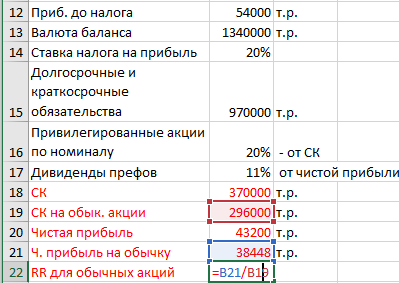 12 Приб. до налога 54000 т.р.
13 Валюта баланса 1340000 т.р.
14 Ставка налога на прибыль 20%
Долгосрочные и
краткосрочные
15 обязательства 970000 т.р.
Привилегированные акции
16 по номиналу 20% - от СК
17 Дивиденды префов 11% от чистой прибыли
18 СК 370000 т.р.
19 СК на обык. акции 296000 т.р.
20 Чистая прибыль 43200 т.р.
21 Ч. прибыль на обычку 38448 т.р.
22 RR для обычных акций =B21/B19